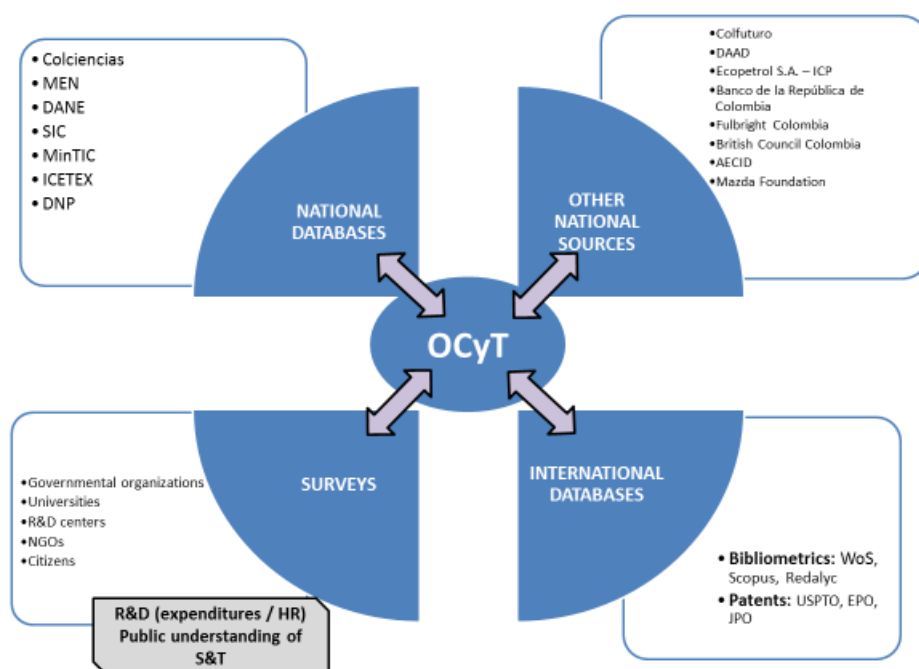 • Colciencias
• MEN
• DANE
• SIC
• MinTIC
• ICETEX
• DNP
NATIONAL
DATABASES
•Colfuturo
•DAAD
•Ecopetrol S.A. – ICP
•Banco de la República de
Colombia
•Fulbright Colombia
•British Council Colombia
•AECID
•Mazda Foundation
OTHER
NATIONAL
SOURCES
OCyT
•Governmental organizations
•Universities
•R&D centers
•NGOs
•Citizens
SURVEYS
R&D (expenditures / HR)
Public understanding of
S&T
INTERNATIONAL
DATABASES
• Bibliometrics: WoS,
Scopus, Redalyc
• Patents: USPTO, EPO,
JPO